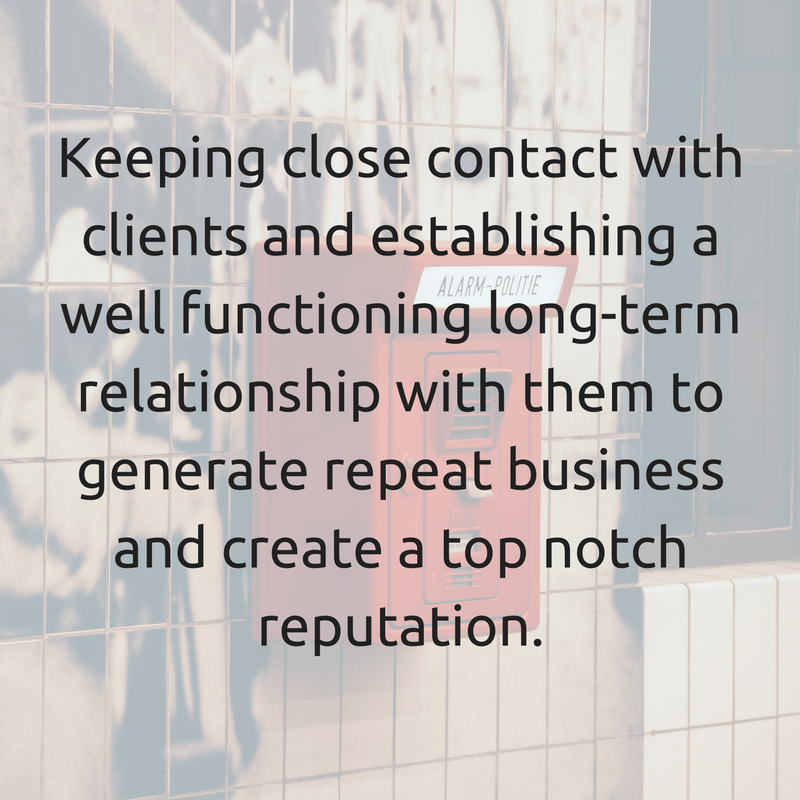 Keeping close contact with
clients and establishing a
ALARM-POLITIE
well functioning long-term
relationship with them to
generate repeat business
and create a top notch
reputation.